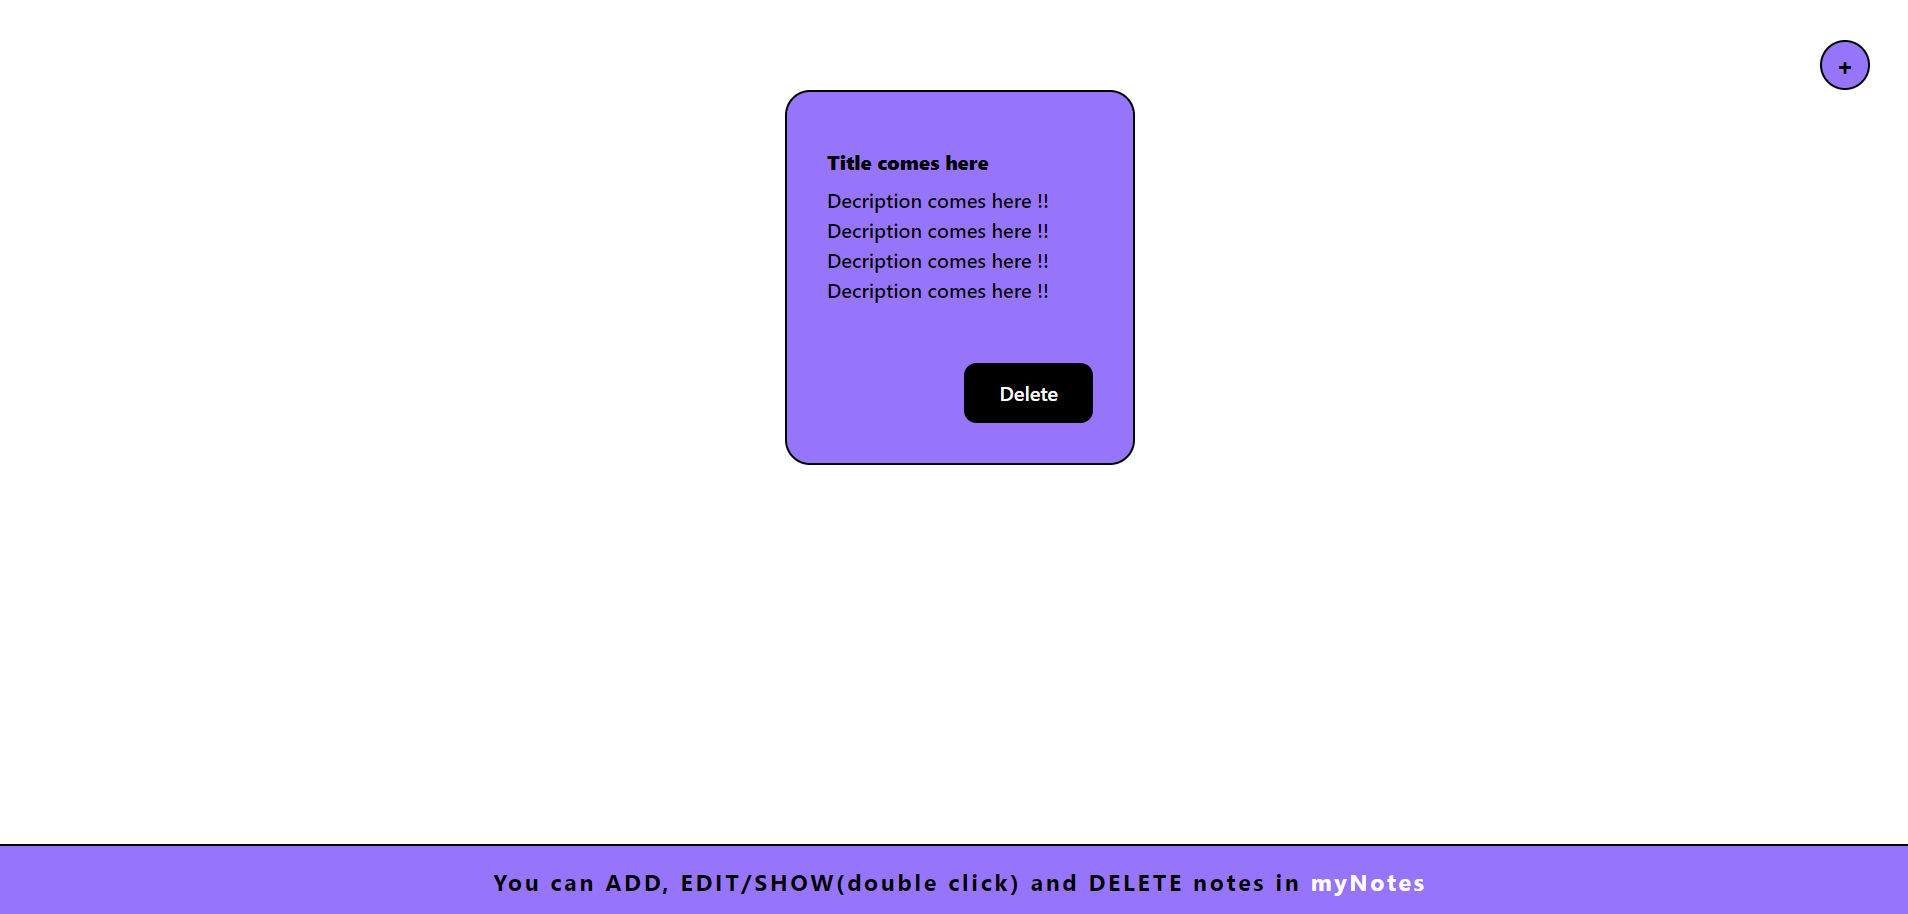 +
Title comes here
Decription comes here !!
Decription comes here !!
Decription comes here !!
Decription comes here !!
Delete
You can ADD, EDIT/SHOW(double click) and DELETE notes in myNotes